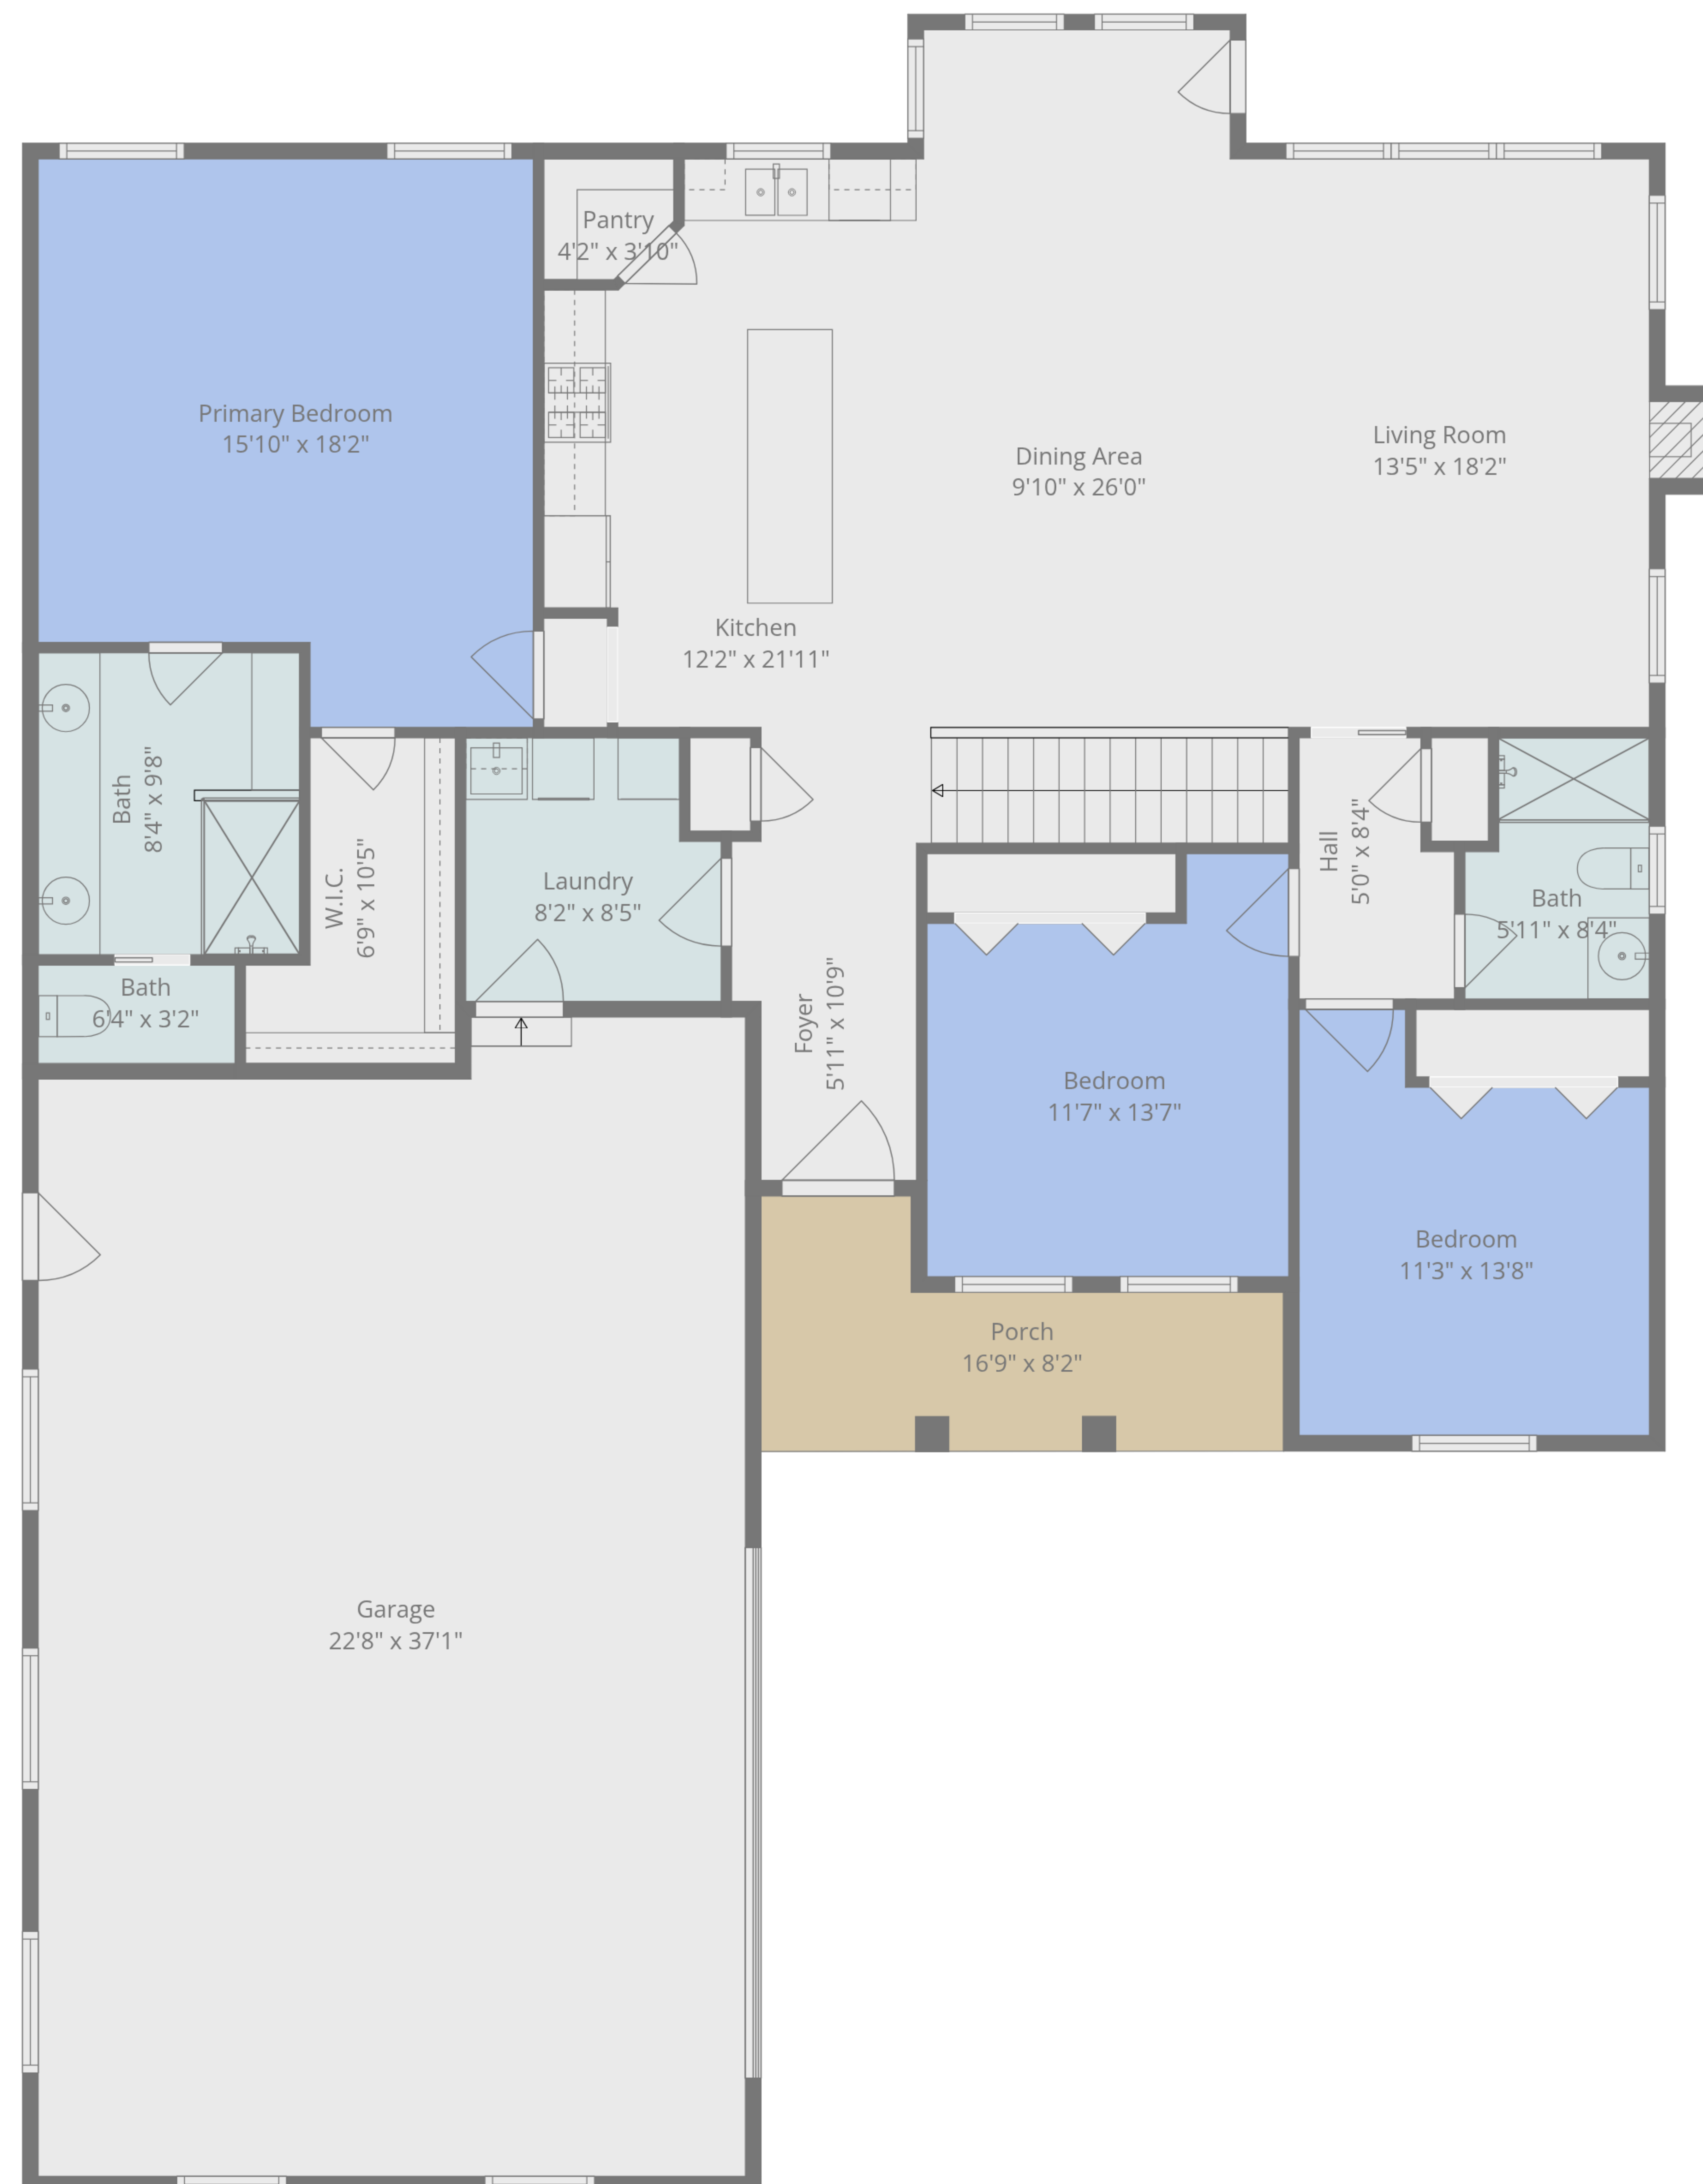 Pantry
4'2" x 3'10"
Primary Bedroom
15'10" x 18'2"
Living Room
13'5" x 18'2"
Dining Area
9'10" x 26'0"
Kitchen
12'2" x 21'11"
Bath
8'4" x 9'8"
W.I.C.
6'9" x 10'5"
Laundry
8'2" x 8'5"
Hall
5'0" x 8'4"
Bath
5'11" x 8'4"
Bath
6'4" x 3'2"
Foyer
5'11" x 10'9"
Bedroom
11'7" x 13'7"
Bedroom
11'3" x 13'8"
Porch
16'9" x 8'2"
Garage
22'8" x 37'1"